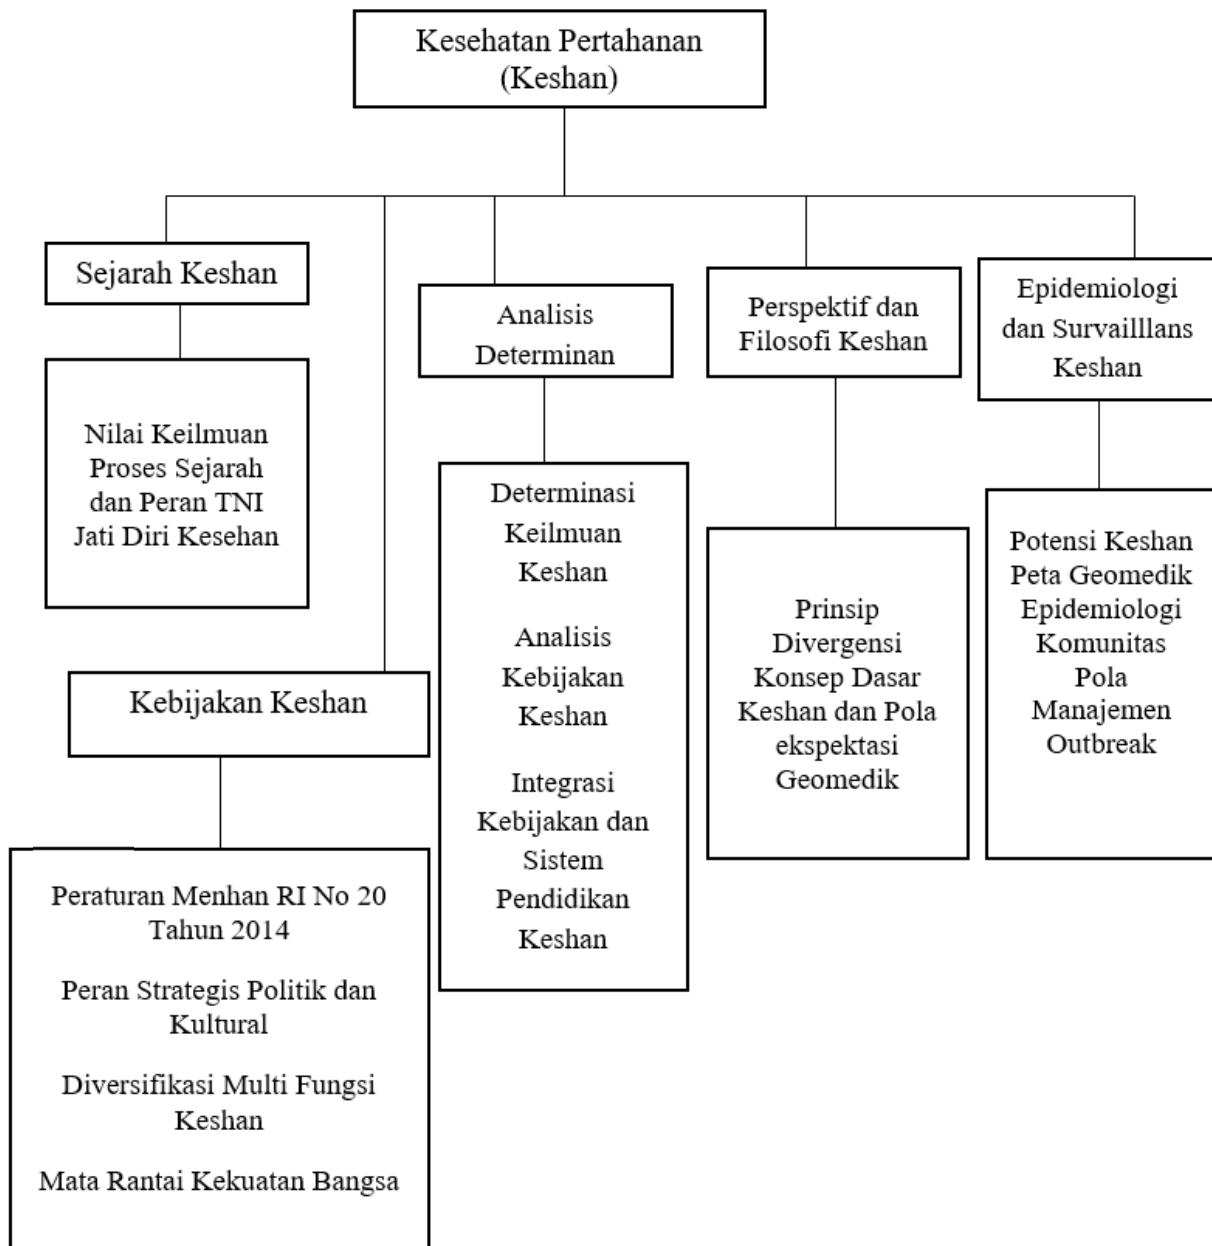 Kesehatan Pertahanan
(Keshan)
Sejarah Keshan
Nilai Keilmuan
Proses Sejarah
dan Peran TNI
Jati Diri Kesehan
Kebijakan Keshan
Peraturan Menhan RI No 20
Tahun 2014
Peran Strategis Politik dan
Kultural
Diversifikasi Multi Fungsi
Keshan
Mata Rantai Kekuatan Bangsa
Analisis
Determinan
Determinasi
Keilmuan
Keshan
Analisis
Kebijakan
Keshan
Integrasi
Kebijakan dan
Sistem
Pendidikan
Keshan
Perspektif dan
Filosofi Keshan
Prinsip
Divergensi
Konsep Dasar
Keshan dan Pola
ekspektasi
Geomedik
Epidemiologi
dan Survailllans
Keshan
Potensi Keshan
Peta Geomedik
Epidemiologi
Komunitas
Pola
Manajemen
Outbreak